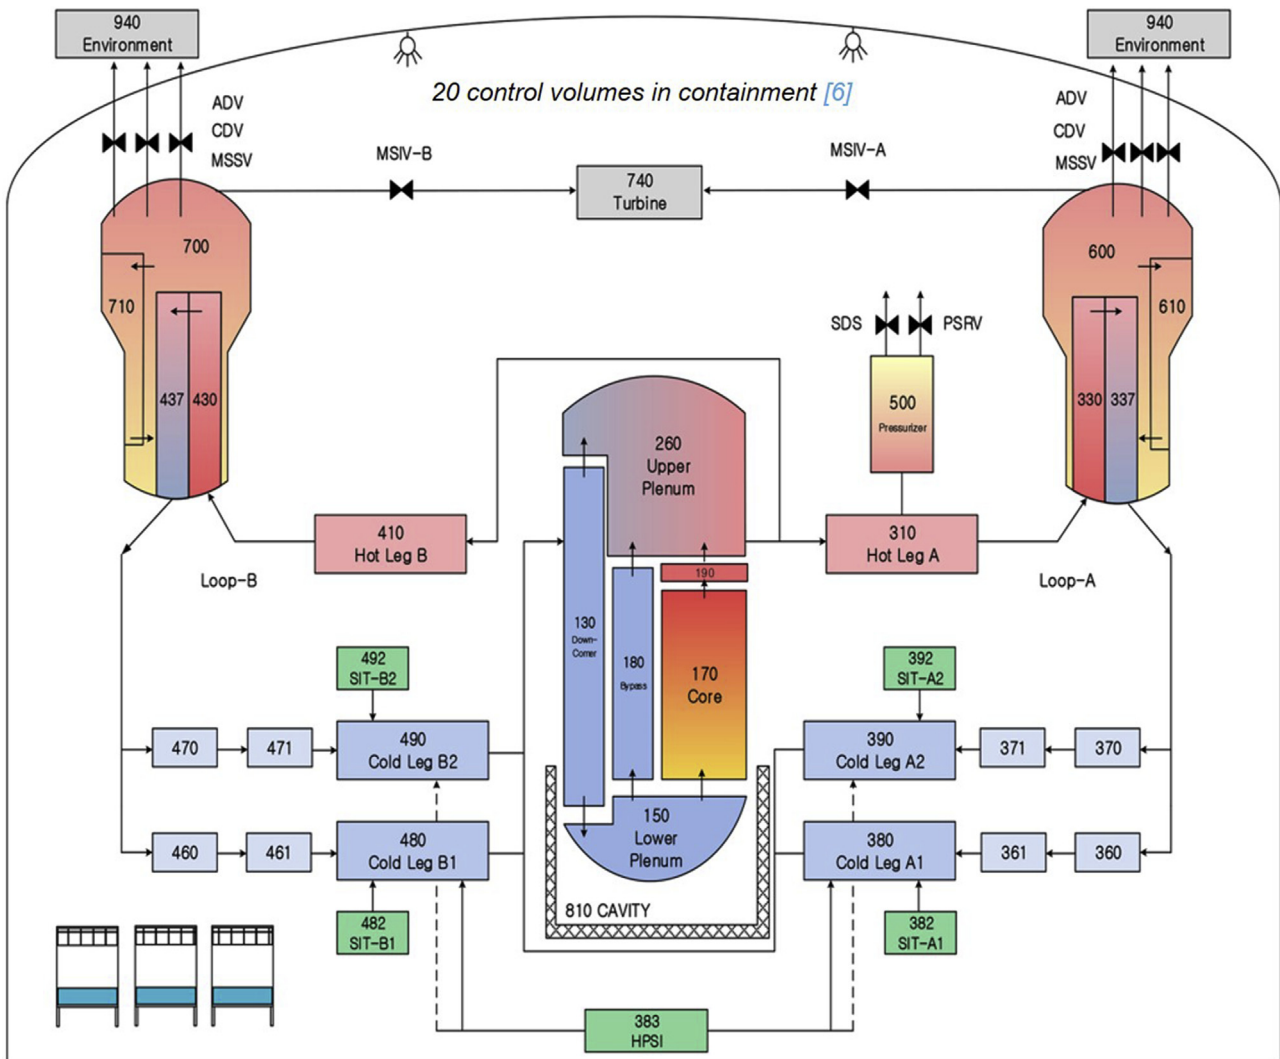 940
Environment
940
Environment
20 control volumes in containment [6]
ADV
CDV
MSSV
ADV
CDV
MSSV
MSIV-B
MSIV-A
740
Turbine
700
710
437
430
600
610
330
337
SDS
PSRV
500
Pressurizer
260
Upper
Plenum
410
Hot Leg B
310
Hot Leg A
Loop-B
Loop-A
190
130
Down-
Comer
180
Bypass
170
Core
492
SIT-B2
392
SIT-A2
470
471
490
Cold Leg B2
390
Cold Leg A2
371
370
150
Lower
Plenum
460
461
480
Cold Leg B1
380
Cold Leg A1
361
360
810 CAVITY
482
SIT-B1
382
SIT-A1
383
HPSI